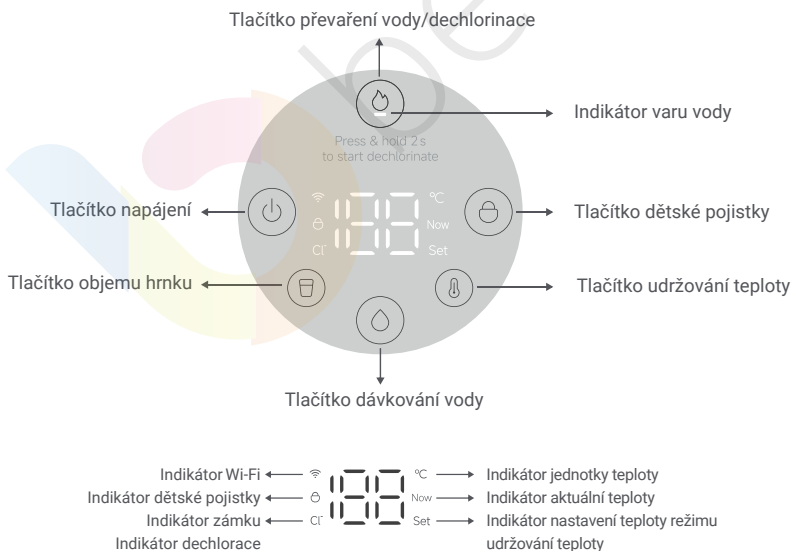 Tlačítko převaření vody/dechlorinace
Indikátor varu vody
Press & hold 2 s
to start dechlorinate
Tlačítko napájení
°C
Tlačítko dětské pojistky
Now
Cl⁻
Set
Tlačítko objemu hrnku
Tlačítko udržování teploty
Tlačítko dávkování vody
Indikátor Wi-Fi
°C
Indikátor jednotky teploty
Indikátor dětské pojistky
Now
Indikátor aktuální teploty
Indikátor zámku
Cl⁻
Set
Indikátor nastavení teploty režimu
Indikátor dechlorace
udržování teploty